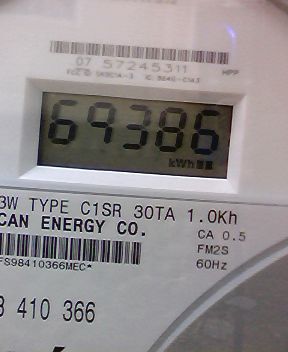 07 57245311 HPP
69386
kWh
3W TYPE C1SR 30TA 1.0Kh
CAN ENERGY CO. CA 0.5
FM2S
FS98410366MEC* 60Hz
410 366